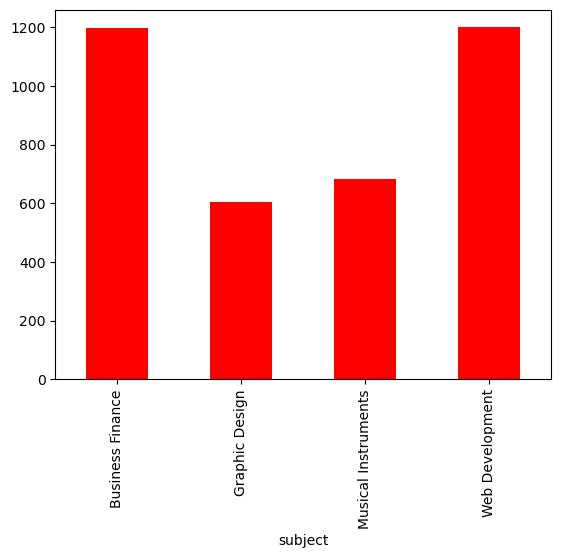 1200
1000
800
600
400
200
0
Business Finance
Graphic Design
Musical Instruments
Web Development
subject